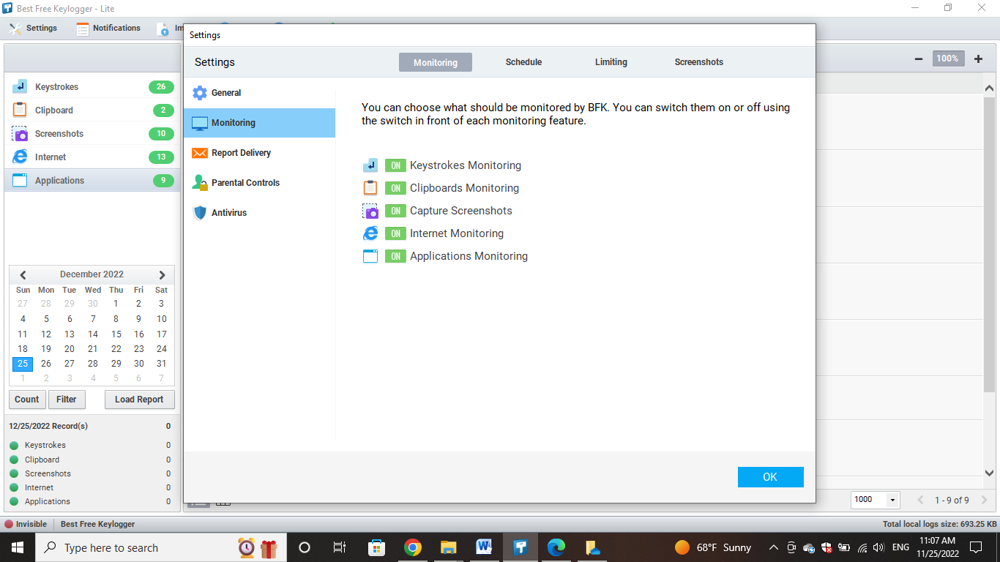 Best Free Keylogger - Lite
Settings
Notifications
Settings
Settings
Monitoring
Schedule
Limiting
Screenshots
100%
Keystrokes 26
Clipboard 2
Screenshots 10
Internet 13
Applications 9
General
Monitoring
Report Delivery
Parental Controls
Antivirus
You can choose what should be monitored by BFK. You can switch them on or off using
the switch in front of each monitoring feature.
ON Keystrokes Monitoring
ON Clipboards Monitoring
ON Capture Screenshots
ON Internet Monitoring
ON Applications Monitoring
December 2022
Sun Mon Tue Wed Thu Fri Sat
27 28 29 30 1 2 3
4 5 6 7 8 9 10
11 12 13 14 15 16 17
18 19 20 21 22 23 24
25 26 27 28 29 30 31
1 2 3 4 5 6 7
Count Filter Load Report
12/25/2022 Record(s) 0
Keystrokes 0
Clipboard 0
Screenshots 0
Internet 0
Applications 0
OK
1000
1 - 9 of 9
Invisible
Best Free Keylogger
Total local logs size: 693.25 KB
Type here to search
68°F Sunny
ENG
11:07 AM
11/25/2022